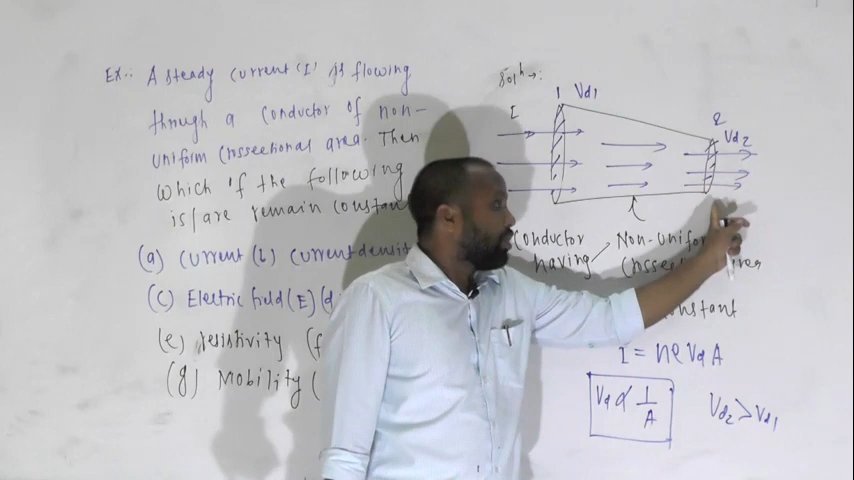 Ex:. A steady current 'I' is flowing
through a conductor of non-
uniform crossectional area. Then
which of the following
is/are remain constan
(a) current (b) current densit
(c) Electric field (E) (d
(e) resistivity (f
(g) Mobility (
Solⁿ→:
I
1 Vd1
2
Vd2
Conductor
having
Non-unifor
onstant
I = neVdA
Vd ∝ 1/A
Vd2 > Vd1